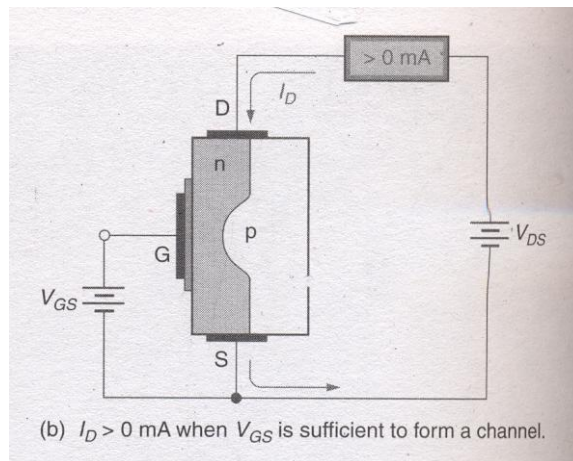 > 0 mA
I_D
D
n
p
G
V_GS
V_DS
S
(b) I_D > 0 mA when V_GS is sufficient to form a channel.